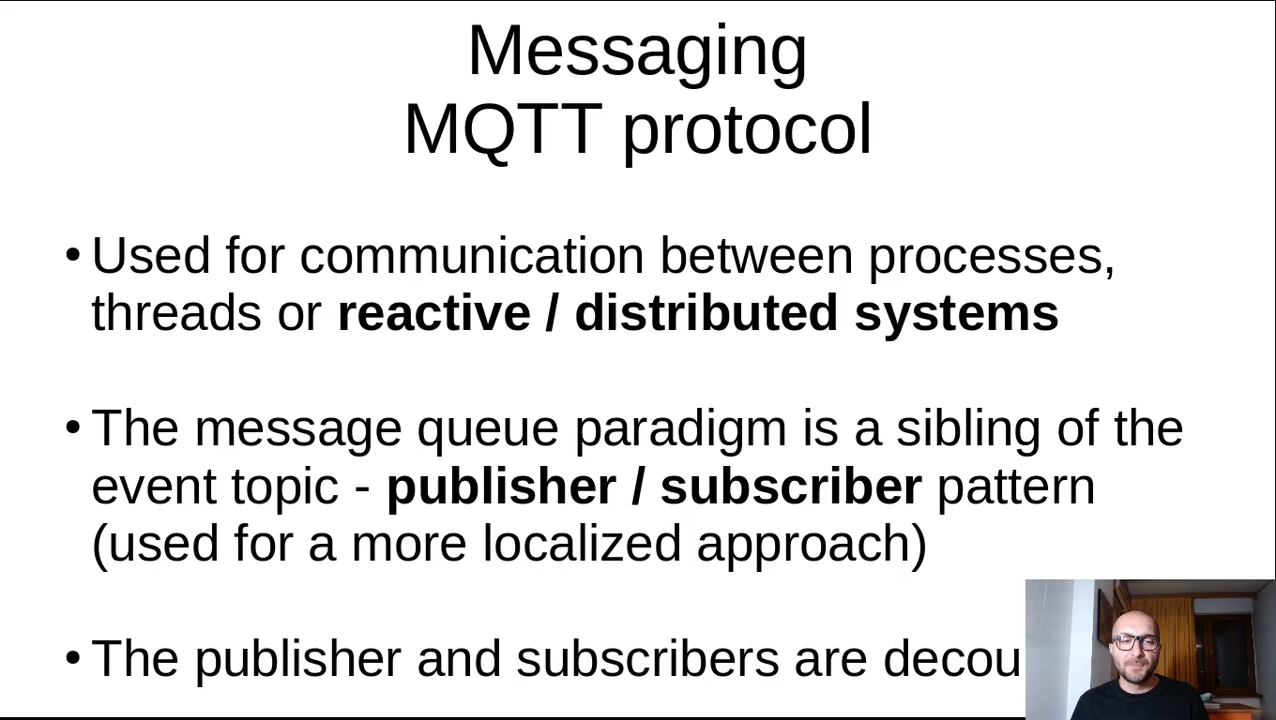 Messaging
MQTT protocol
• Used for communication between processes,
threads or reactive / distributed systems
• The message queue paradigm is a sibling of the
event topic - publisher / subscriber pattern
(used for a more localized approach)
• The publisher and subscribers are decou